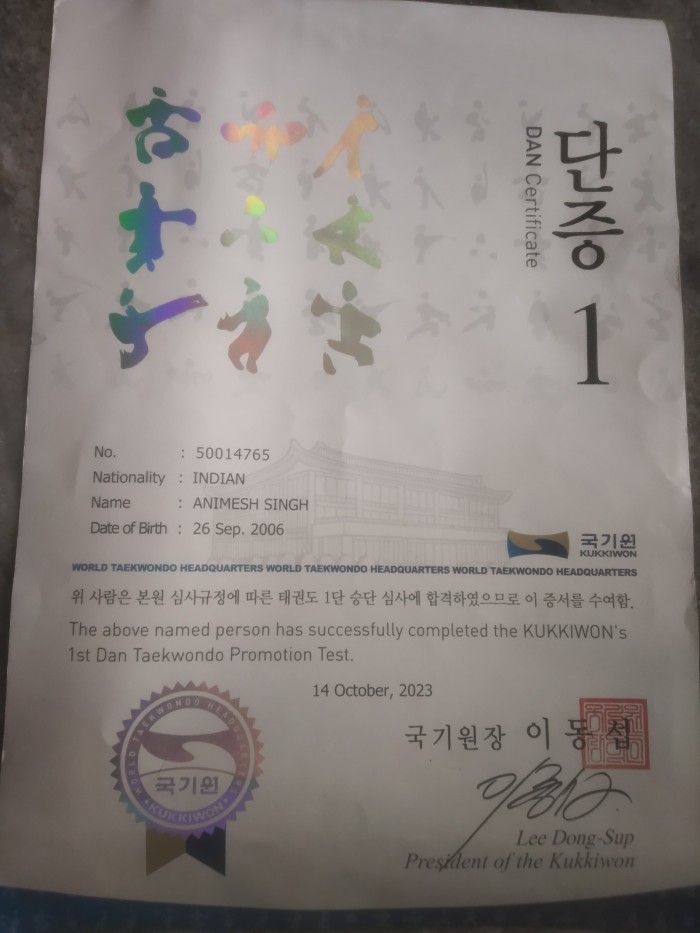 단증
DAN Certificate
1
No. : 50014765
Nationality : INDIAN
Name : ANIMESH SINGH
Date of Birth : 26 Sep. 2006
국기원
KUKKIWON
WORLD TAEKWONDO HEADQUARTERS WORLD TAEKWONDO HEADQUARTERS WORLD TAEKWONDO HEADQUARTERS
위 사람은 본원 심사규정에 따른 태권도 1단 승단 심사에 합격하였으므로 이 증서를 수여함.
The above named person has successfully completed the KUKKIWON's
1st Dan Taekwondo Promotion Test.
14 October, 2023
국기원장 이동섭
WORLD TAEKWONDO HEADQUARTERS
국기원
KUKKIWON
Lee Dong-Sup
President of the Kukkiwon